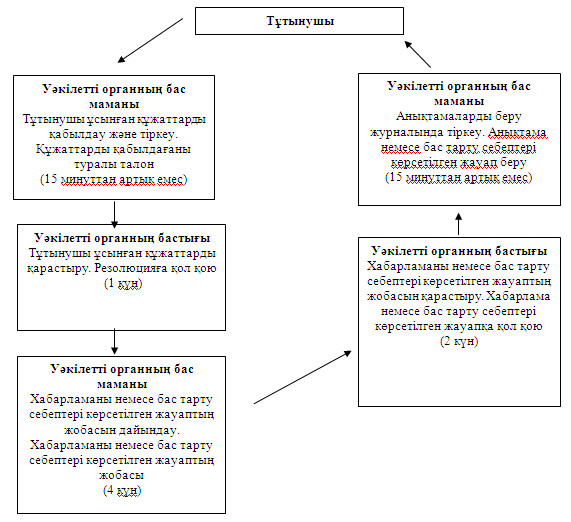 Тұтынушы
Уәкілетті органның бас
маманы
Тұтынушы ұсынған құжаттарды
қабылдау және тіркеу.
Құжаттарды қабылдағаны
туралы талон
(15 минуттан артық емес)
Уәкілетті органның бастығы
Тұтынушы ұсынған құжаттарды
қарастыру. Резолюцияға қол қою
(1 күн)
Уәкілетті органның бас
маманы
Хабарламаны немесе бас тарту
себептері көрсетілген жауаптың
жобасын дайындау.
Хабарламаны немесе бас тарту
себептері көрсетілген жауаптың
жобасы
(4 күн)
Уәкілетті органның бастығы
Хабарламаны немесе бас тарту
себептері көрсетілген жауаптың
жобасын қарастыру. Хабарлама
немесе бас тарту себептері
көрсетілген жауапқа қол қою
(2 күн)
Уәкілетті органның бас
маманы
Анықтамаларды беру
журналында тіркеу. Анықтама
немесе бас тарту себептері
көрсетілген жауап беру
(15 минуттан артық емес)